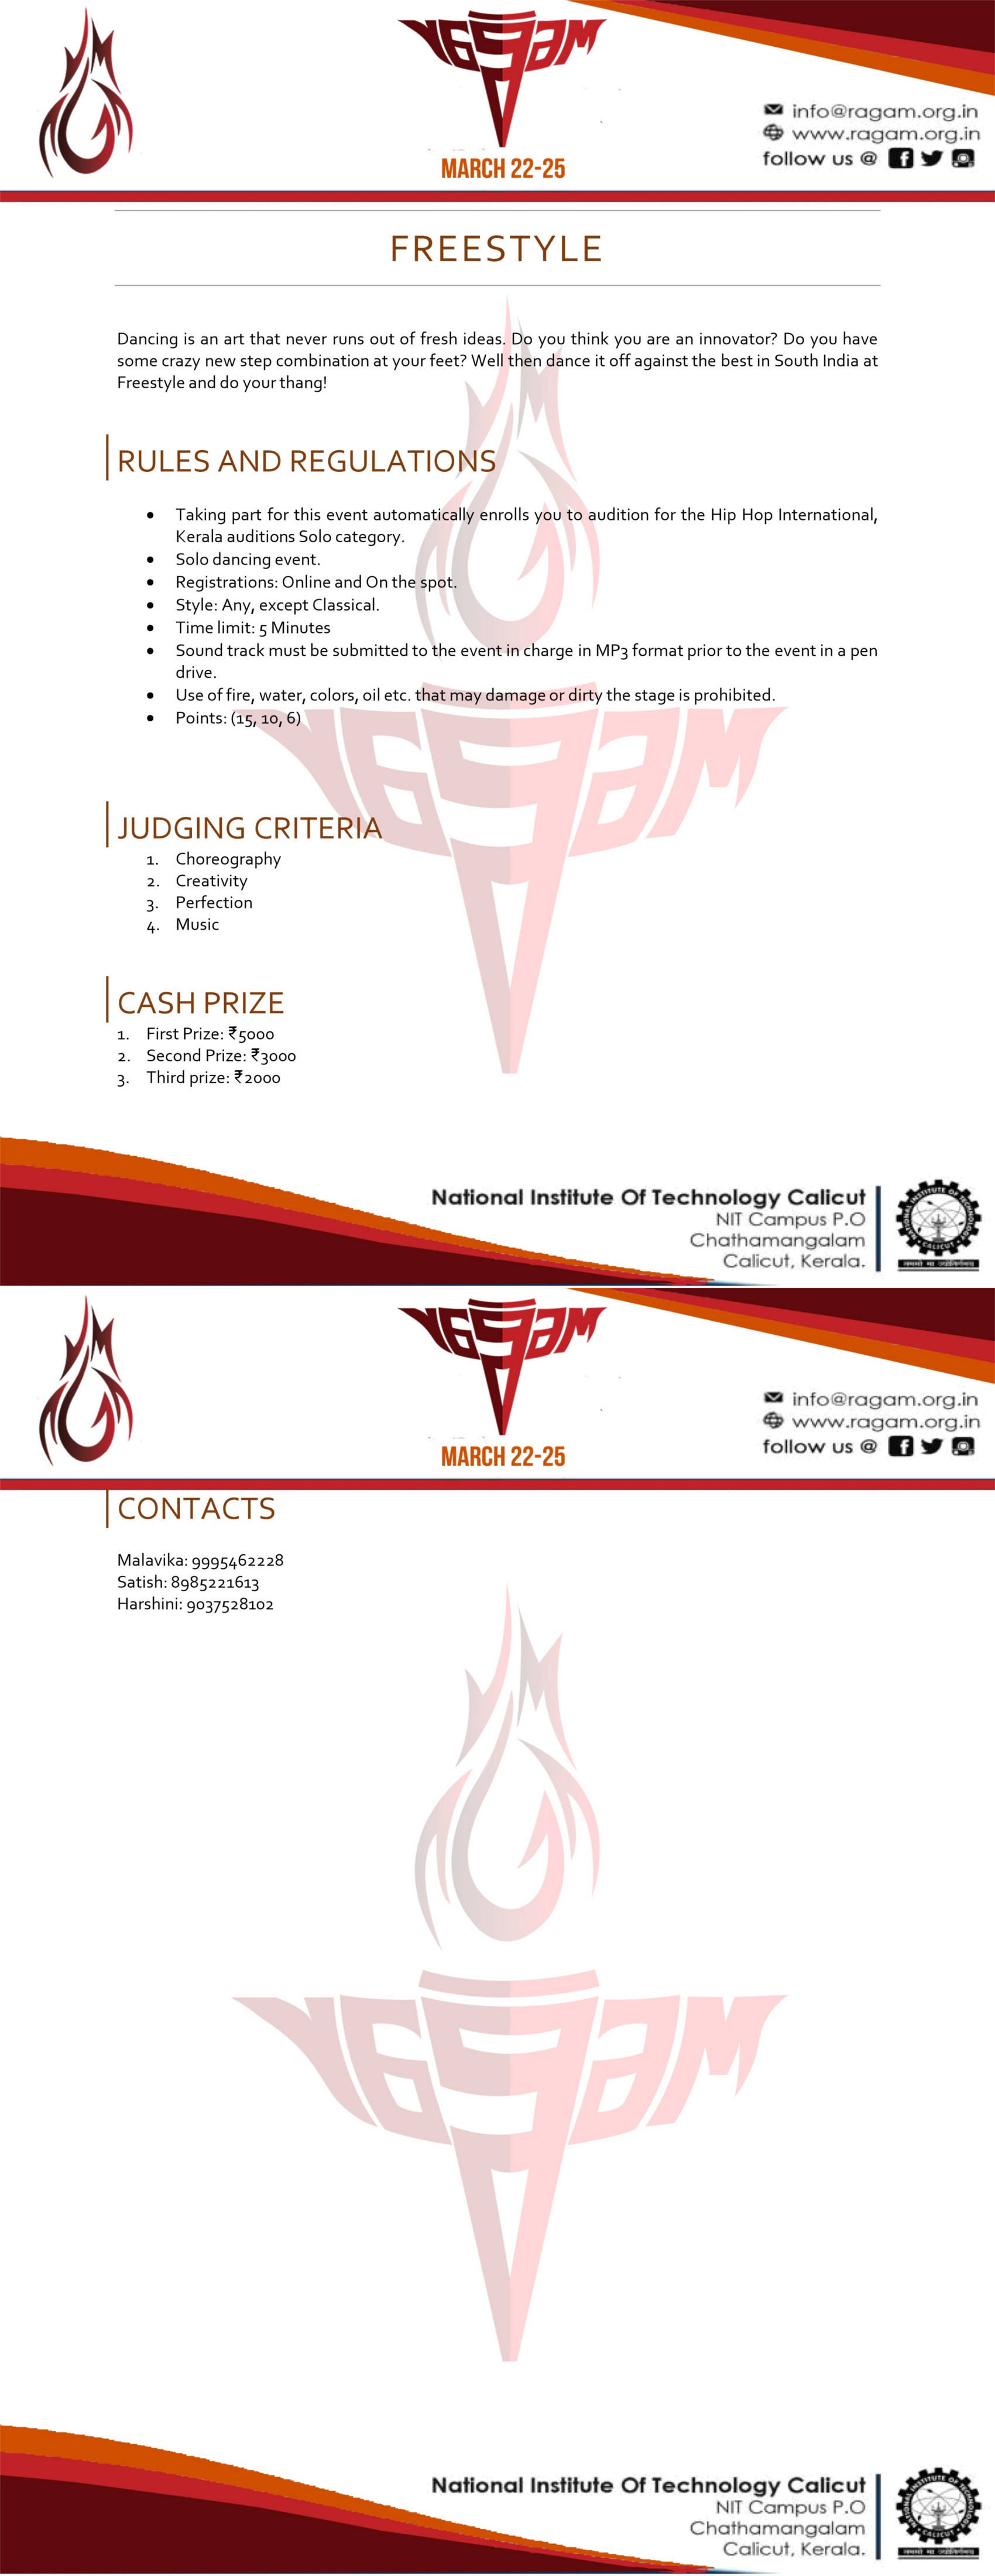 RAGAM
MARCH 22-25
info@ragam.org.in
www.ragam.org.in
follow us @
FREESTYLE
Dancing is an art that never runs out of fresh ideas. Do you think you are an innovator? Do you have
some crazy new step combination at your feet? Well then dance it off against the best in South India at
Freestyle and do your thang!
RULES AND REGULATIONS
• Taking part for this event automatically enrolls you to audition for the Hip Hop International,
Kerala auditions Solo category.
• Solo dancing event.
• Registrations: Online and On the spot.
• Style: Any, except Classical.
• Time limit: 5 Minutes
• Sound track must be submitted to the event in charge in MP3 format prior to the event in a pen
drive.
• Use of fire, water, colors, oil etc. that may damage or dirty the stage is prohibited.
• Points: (15, 10, 6)
JUDGING CRITERIA
1. Choreography
2. Creativity
3. Perfection
4. Music
CASH PRIZE
1. First Prize: ₹5000
2. Second Prize: ₹3000
3. Third prize: ₹2000
National Institute Of Technology Calicut
NIT Campus P.O
Chathamangalam
Calicut, Kerala.
RAGAM
MARCH 22-25
info@ragam.org.in
www.ragam.org.in
follow us @
CONTACTS
Malavika: 9995462228
Satish: 8985221613
Harshini: 9037528102
National Institute Of Technology Calicut
NIT Campus P.O
Chathamangalam
Calicut, Kerala.